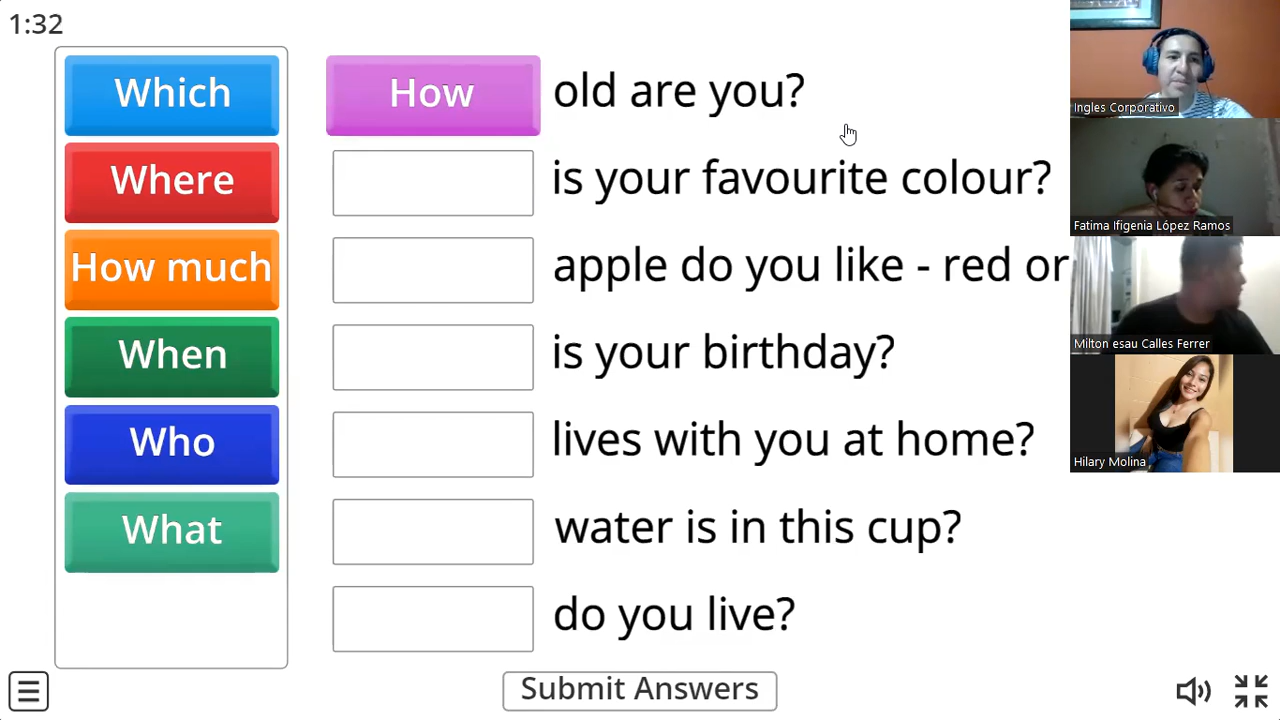 1:32
Which
Where
How much
When
Who
What
How old are you?
is your favourite colour?
apple do you like - red or
is your birthday?
lives with you at home?
water is in this cup?
do you live?
Submit Answers
Ingles Corporativo
Fatima Ifigenia López Ramos
Milton esau Calles Ferrer
Hilary Molina